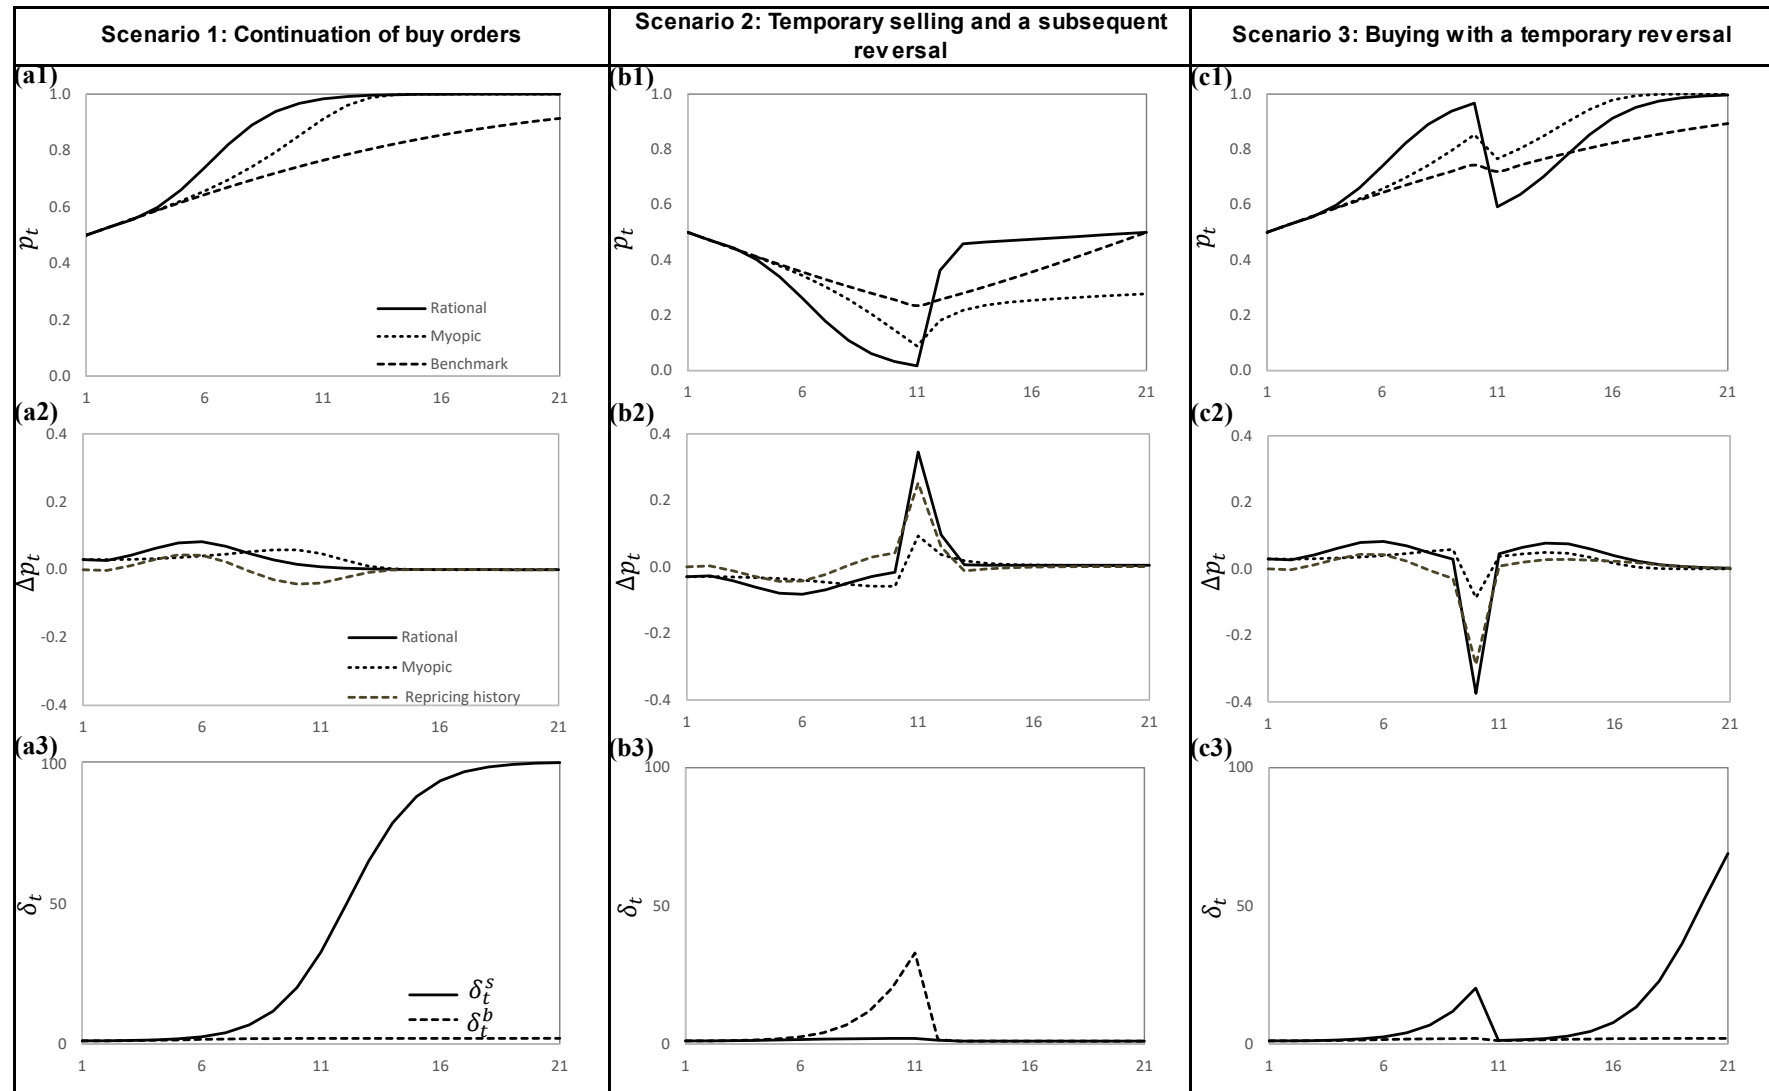 Scenario 1: Continuation of buy orders
Scenario 2: Temporary selling and a subsequent
reversal
Scenario 3: Buying with a temporary reversal
(a1)
1.0
0.8
0.6
0.4
0.2
0.0
p_t
Rational
Myopic
Benchmark
1 6 11 16 21
(b1)
1.0
0.8
0.6
0.4
0.2
0.0
p_t
1 6 11 16 21
(c1)
1.0
0.8
0.6
0.4
0.2
0.0
p_t
1 6 11 16 21
(a2)
0.4
0.2
0.0
-0.2
-0.4
Δp_t
Rational
Myopic
Repricing history
1 6 11 16 21
(b2)
0.4
0.2
0.0
-0.2
-0.4
Δp_t
1 6 11 16 21
(c2)
0.4
0.2
0.0
-0.2
-0.4
Δp_t
1 6 11 16 21
(a3)
100
50
0
δ_t
δ_t^s
δ_t^b
1 6 11 16 21
(b3)
100
50
0
δ_t
1 6 11 16 21
(c3)
100
50
0
δ_t
1 6 11 16 21